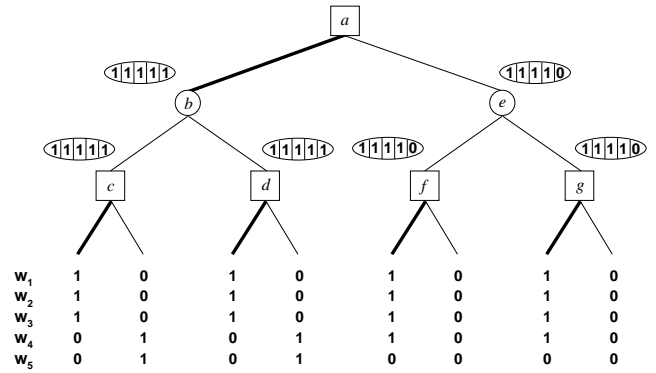 a
11111 11110
b e
11111 11111 11110 11110
c d f g
w1 1 0 1 0 1 0 1 0
w2 1 0 1 0 1 0 1 0
w3 1 0 1 0 1 0 1 0
w4 0 1 0 1 1 0 1 0
w5 0 1 0 1 0 0 0 0